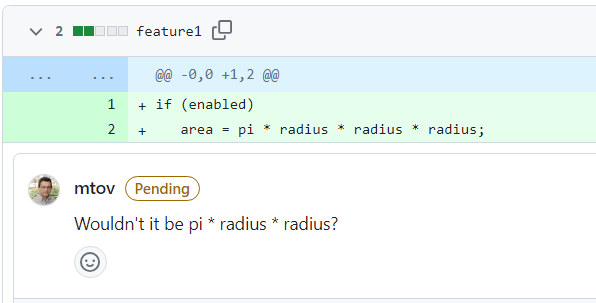 2 feature1
... ... @@ -0,0 +1,2 @@
1 + if (enabled)
2 + area = pi * radius * radius * radius;
mtov Pending
Wouldn't it be pi * radius * radius?